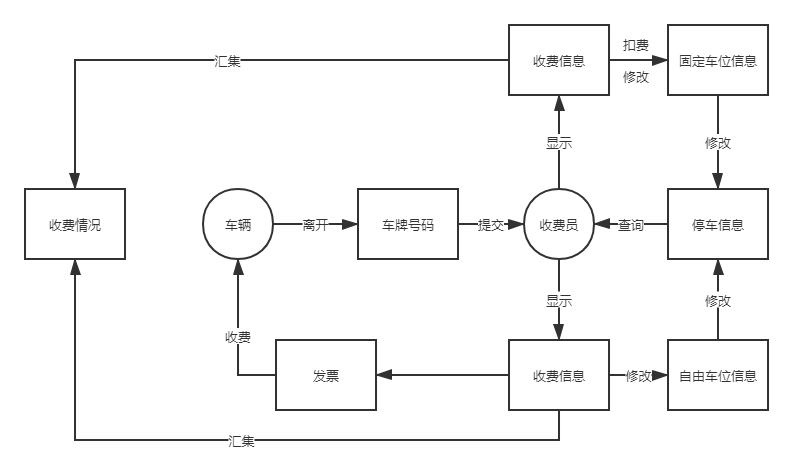 收费信息
扣费
修改
固定车位信息
汇集
显示
修改
收费情况
车辆
离开
车牌号码
提交
收费员
查询
停车信息
显示
修改
收费
发票
收费信息
修改
自由车位信息
汇集